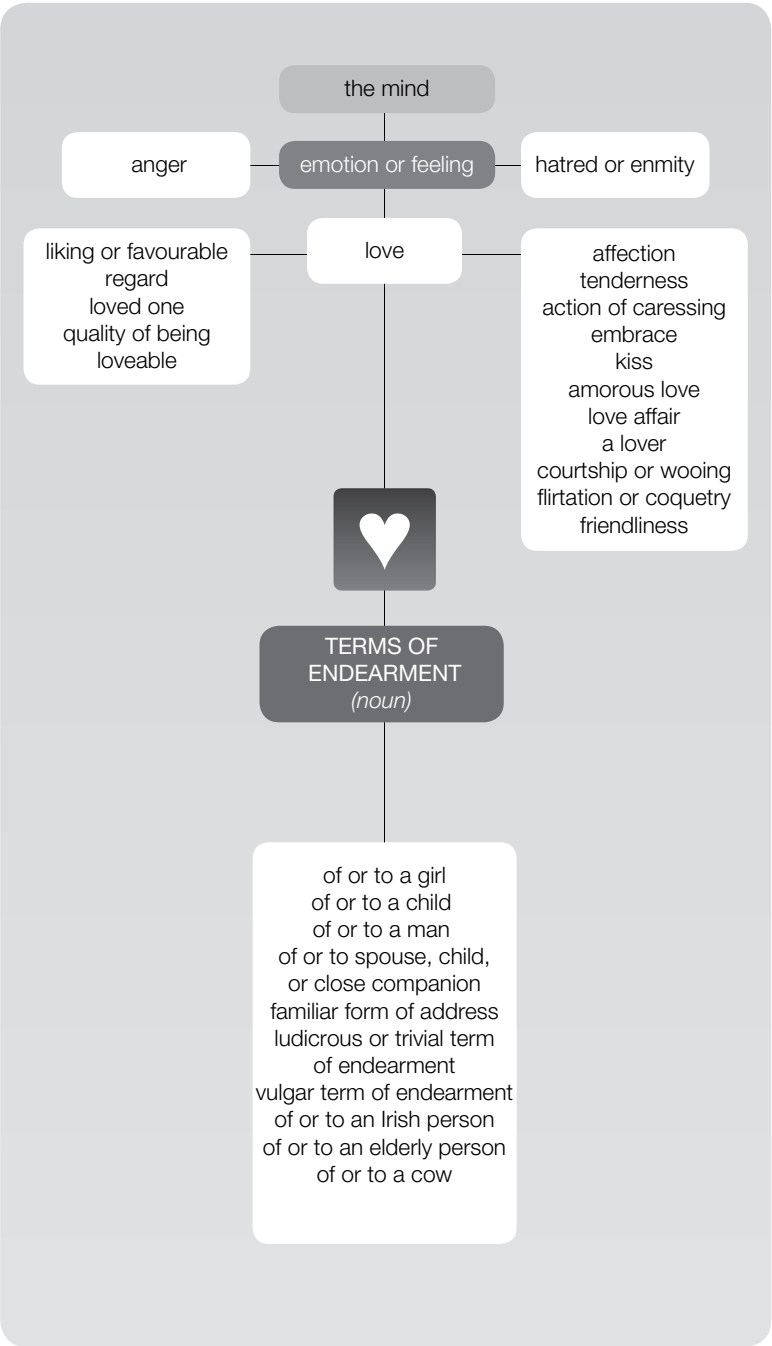 the mind
anger
emotion or feeling
hatred or enmity
liking or favourable
regard
loved one
quality of being
loveable
love
affection
tenderness
action of caressing
embrace
kiss
amorous love
love affair
a lover
courtship or wooing
flirtation or coquetry
friendliness
TERMS OF
ENDEARMENT
(noun)
of or to a girl
of or to a child
of or to a man
of or to spouse, child,
or close companion
familiar form of address
ludicrous or trivial term
of endearment
vulgar term of endearment
of or to an Irish person
of or to an elderly person
of or to a cow